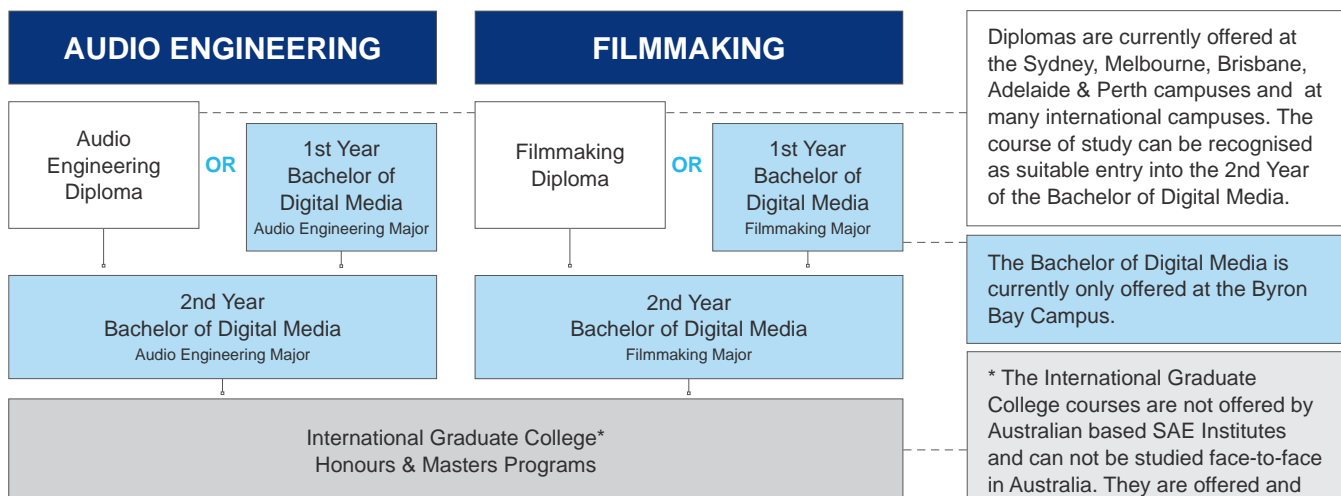 AUDIO ENGINEERING
FILMMAKING
Audio
Engineering
Diploma
OR
1st Year
Bachelor of
Digital Media
Audio Engineering Major
Filmmaking
Diploma
OR
1st Year
Bachelor of
Digital Media
Filmmaking Major
2nd Year
Bachelor of Digital Media
Audio Engineering Major
2nd Year
Bachelor of Digital Media
Filmmaking Major
International Graduate College*
Honours & Masters Programs
Diplomas are currently offered at
the Sydney, Melbourne, Brisbane,
Adelaide & Perth campuses and at
many international campuses. The
course of study can be recognised
as suitable entry into the 2nd Year
of the Bachelor of Digital Media.
The Bachelor of Digital Media is
currently only offered at the Byron
Bay Campus.
* The International Graduate
College courses are not offered by
Australian based SAE Institutes
and can not be studied face-to-face
in Australia. They are offered and